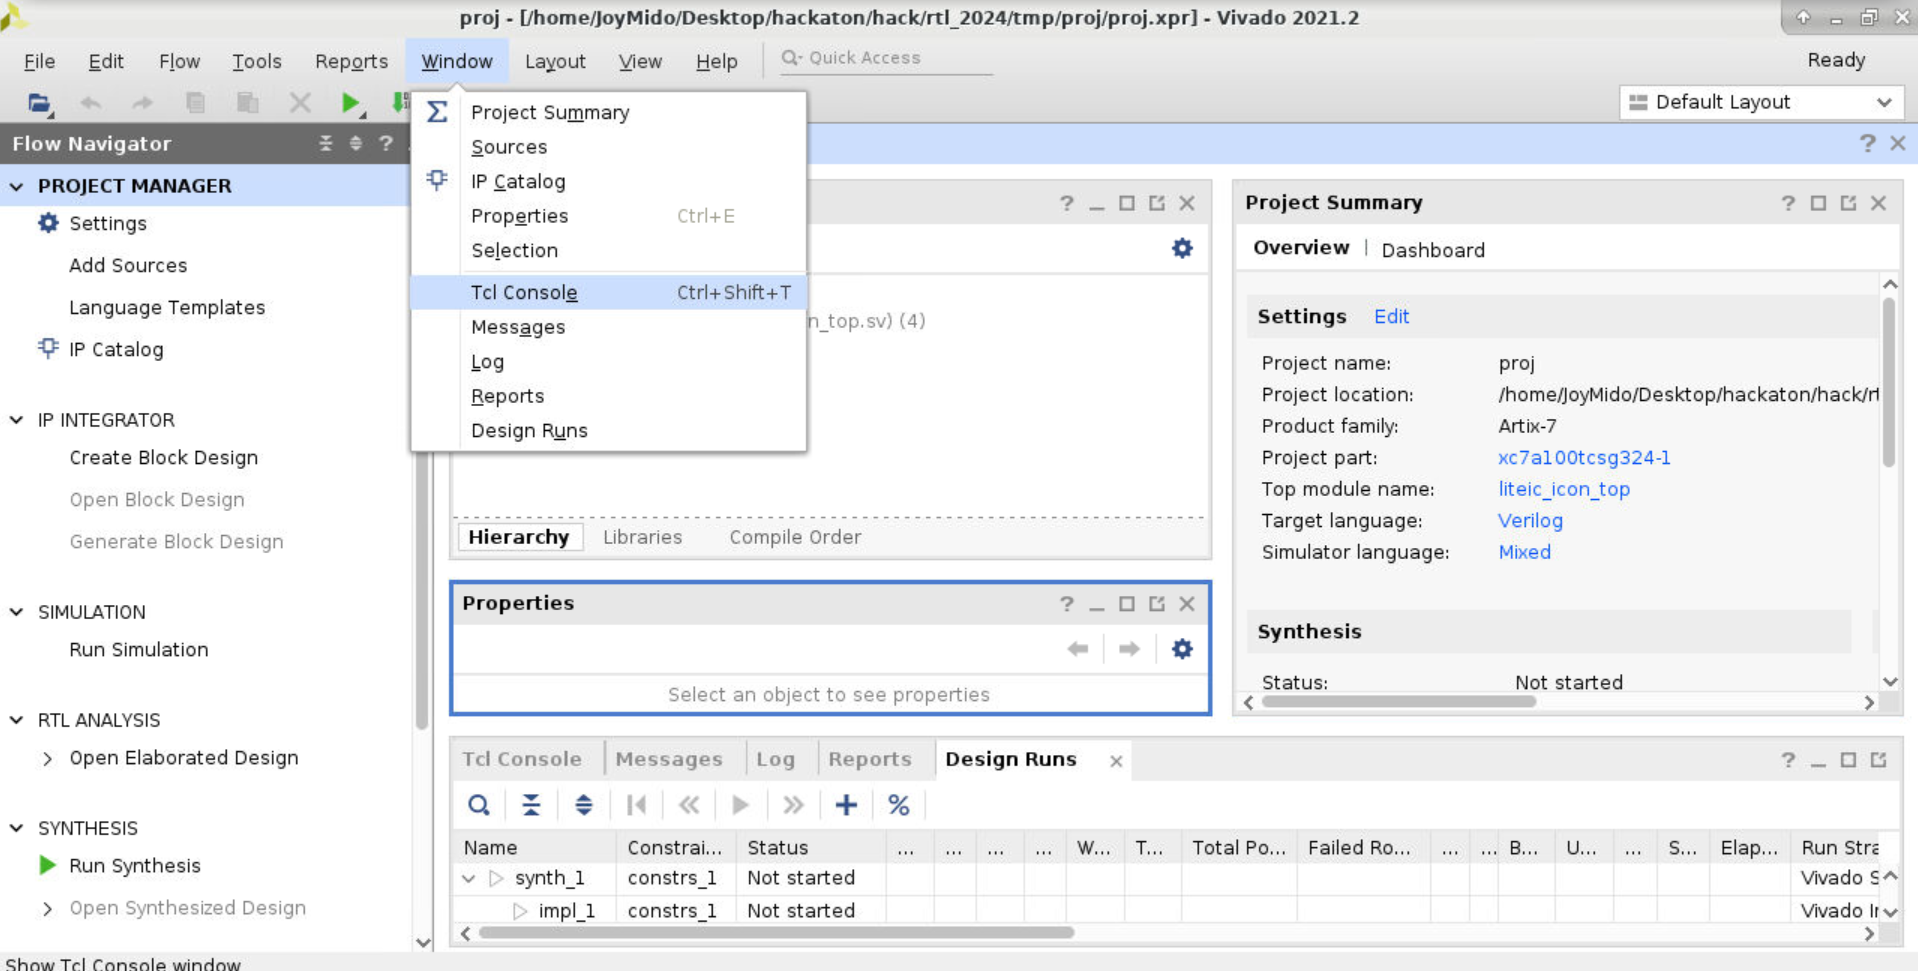 proj - [/home/JoyMido/Desktop/hackaton/hack/rtl_2024/tmp/proj/proj.xpr] - Vivado 2021.2
File Edit Flow Tools Reports Window Layout View Help Quick Access Ready
Default Layout
Flow Navigator
PROJECT MANAGER
Settings
Add Sources
Language Templates
IP Catalog
IP INTEGRATOR
Create Block Design
Open Block Design
Generate Block Design
SIMULATION
Run Simulation
RTL ANALYSIS
Open Elaborated Design
SYNTHESIS
Run Synthesis
Open Synthesized Design
Project Summary
Sources
IP Catalog
Properties Ctrl+E
Selection
Tcl Console Ctrl+Shift+T
Messages
Log
Reports
Design Runs
n_top.sv) (4)
Hierarchy Libraries Compile Order
Properties
Select an object to see properties
Project Summary
Overview | Dashboard
Settings Edit
Project name: proj
Project location: /home/JoyMido/Desktop/hackaton/hack/rt
Product family: Artix-7
Project part: xc7a100tcsg324-1
Top module name: liteic_icon_top
Target language: Verilog
Simulator language: Mixed
Synthesis
Status: Not started
Tcl Console Messages Log Reports Design Runs
Name Constrai... Status ... ... ... ... W... T... Total Po... Failed Ro... ... ... B... U... ... S... Elap... Run Stra
synth_1 constrs_1 Not started Vivado S
impl_1 constrs_1 Not started Vivado Ir
Show Tcl Console window